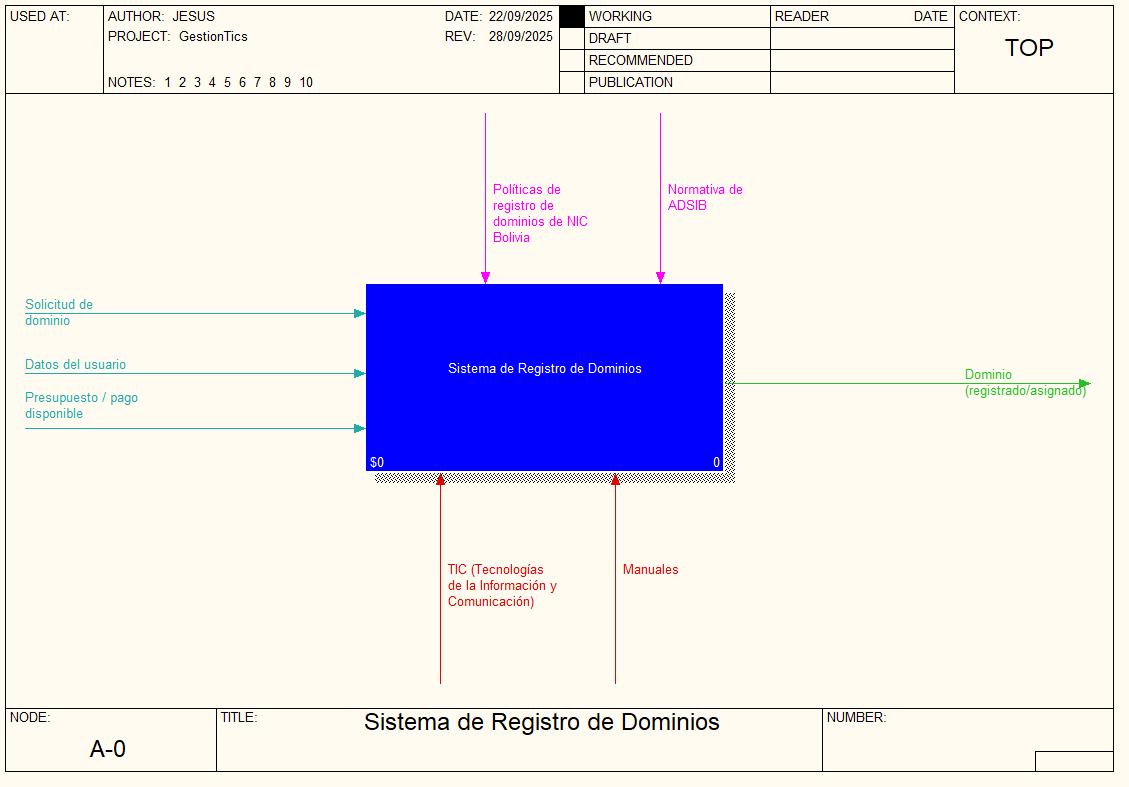 USED AT:
AUTHOR: JESUS
DATE: 22/09/2025
PROJECT: GestionTics
REV: 28/09/2025
NOTES: 1 2 3 4 5 6 7 8 9 10
WORKING
DRAFT
RECOMMENDED
PUBLICATION
READER
DATE
CONTEXT:
TOP
Políticas de
registro de
dominios de NIC
Bolivia
Normativa de
ADSIB
Solicitud de
dominio
Datos del usuario
Presupuesto / pago
disponible
Sistema de Registro de Dominios
$0
0
Dominio
(registrado/asignado)
TIC (Tecnologías
de la Información y
Comunicación)
Manuales
NODE:
A-0
TITLE:
Sistema de Registro de Dominios
NUMBER: